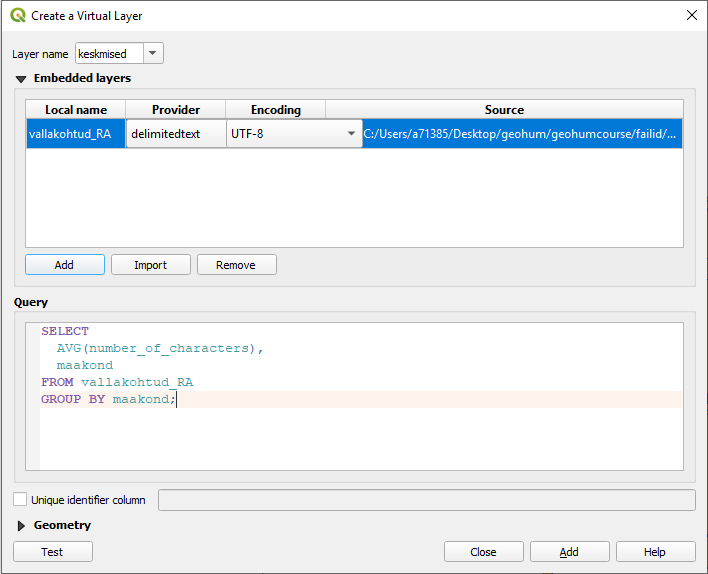 Create a Virtual Layer
Layer name keskmised
Embedded layers
Local name Provider Encoding Source
vallakohtud_RA delimitedtext UTF-8 C:/Users/a71385/Desktop/geohum/geohumcourse/failid/...
Add Import Remove
Query
SELECT
AVG(number_of_characters),
maakond
FROM vallakohtud_RA
GROUP BY maakond;
Unique identifier column
Geometry
Test Close Add Help